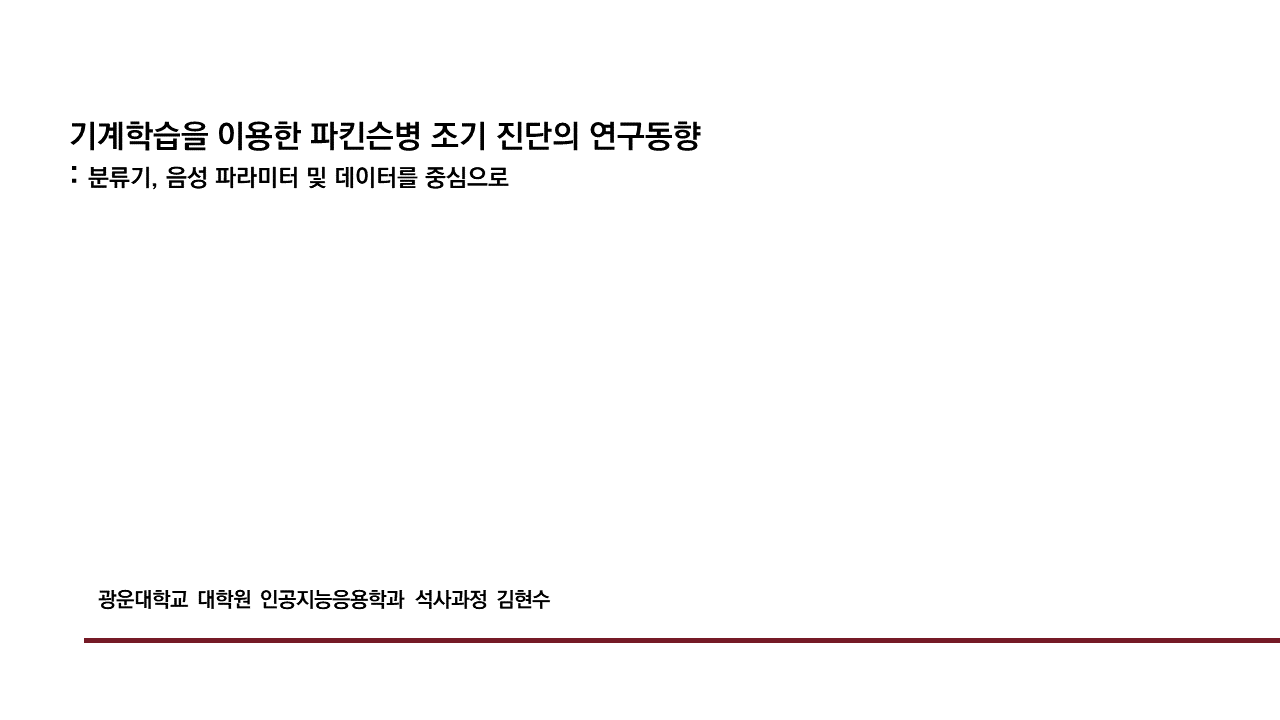 기계학습을 이용한 파킨슨병 조기 진단의 연구동향
: 분류기, 음성 파라미터 및 데이터를 중심으로
광운대학교 대학원 인공지능응용학과 석사과정 김현수